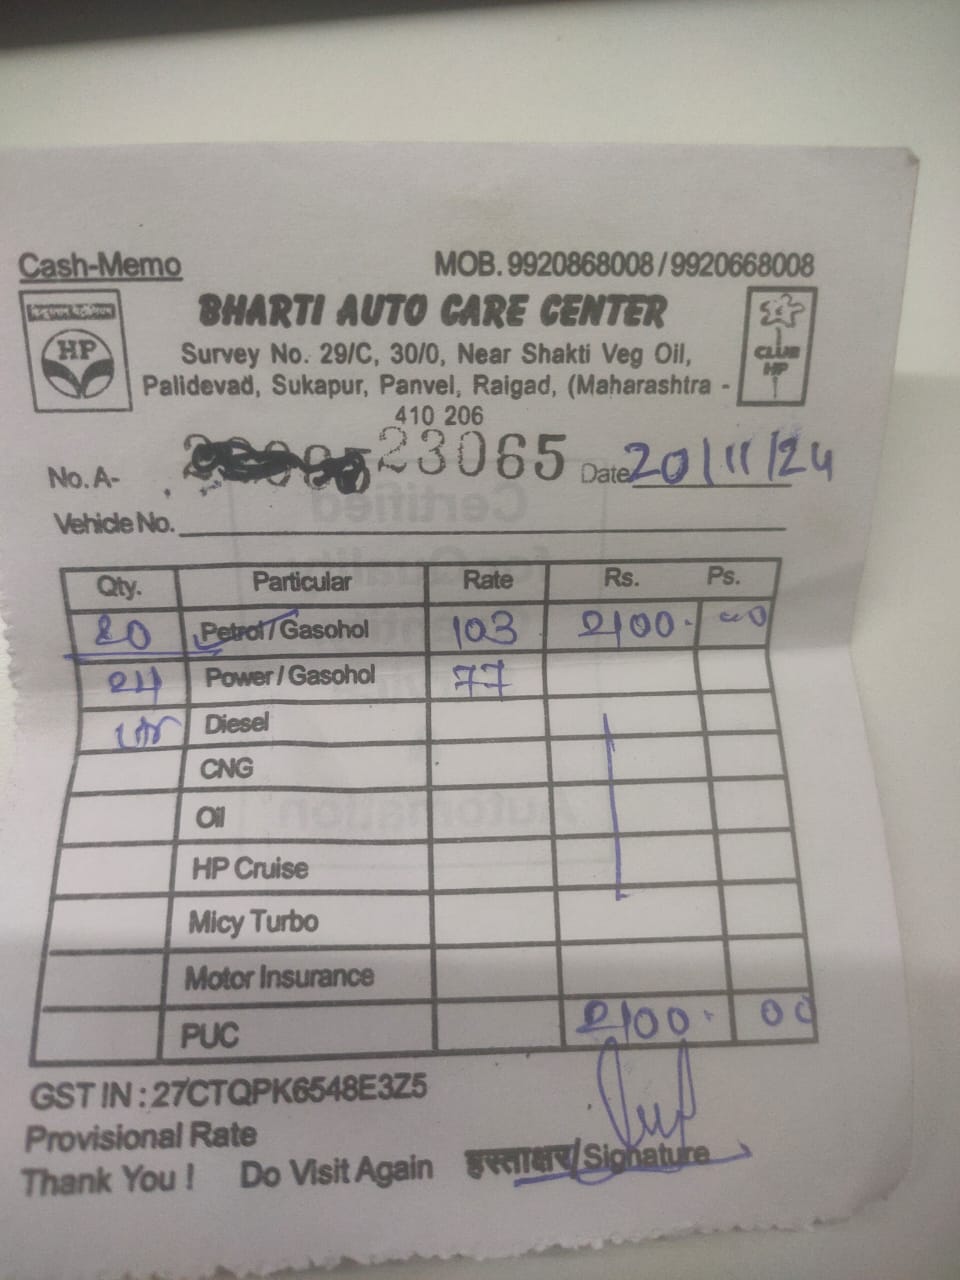 Cash-Memo MOB. 9920868008 / 9920668008
हिन्दुस्तान पेट्रोलियम
HP
BHARTI AUTO CARE CENTER
CLUB HP
Survey No. 29/C, 30/0, Near Shakti Veg Oil,
Palidevad, Sukapur, Panvel, Raigad, (Maharashtra -
410 206
No. A- 23065 Date 20/11/24
Vehicle No.
Qty. Particular Rate Rs. Ps.
20 Petrol / Gasohol 103 2100. 00
Power / Gasohol 77
Diesel
CNG
Oil
HP Cruise
Micy Turbo
Motor Insurance
PUC 2100. 00
GST IN : 27CTQPK6548E3Z5
Provisional Rate
Thank You ! Do Visit Again हस्ताक्षर/Signature